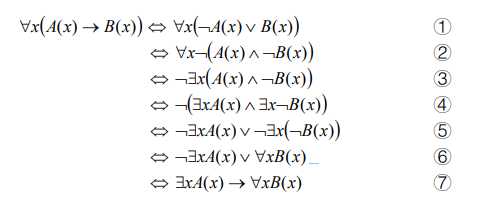 ∀x(A(x) → B(x)) ⇔ ∀x(¬A(x) ∨ B(x)) ①
⇔ ∀x¬(A(x) ∧ ¬B(x)) ②
⇔ ¬∃x(A(x) ∧ ¬B(x)) ③
⇔ ¬(∃xA(x) ∧ ∃x¬B(x)) ④
⇔ ¬∃xA(x) ∨ ¬∃x(¬B(x)) ⑤
⇔ ¬∃xA(x) ∨ ∀xB(x) ⑥
⇔ ∃xA(x) → ∀xB(x) ⑦